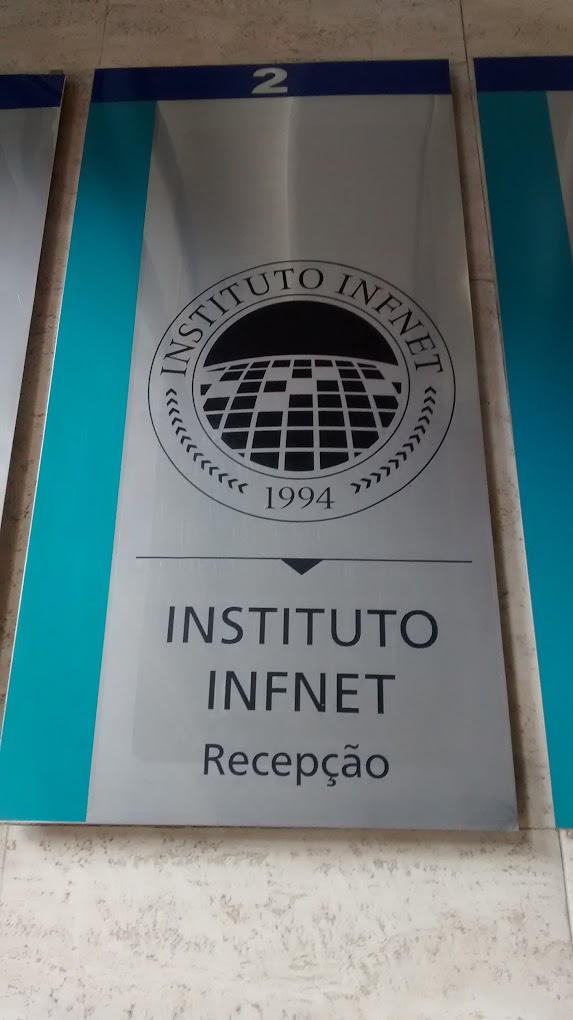 2
INSTITUTO INFNET
1994
INSTITUTO
INFNET
Recepção